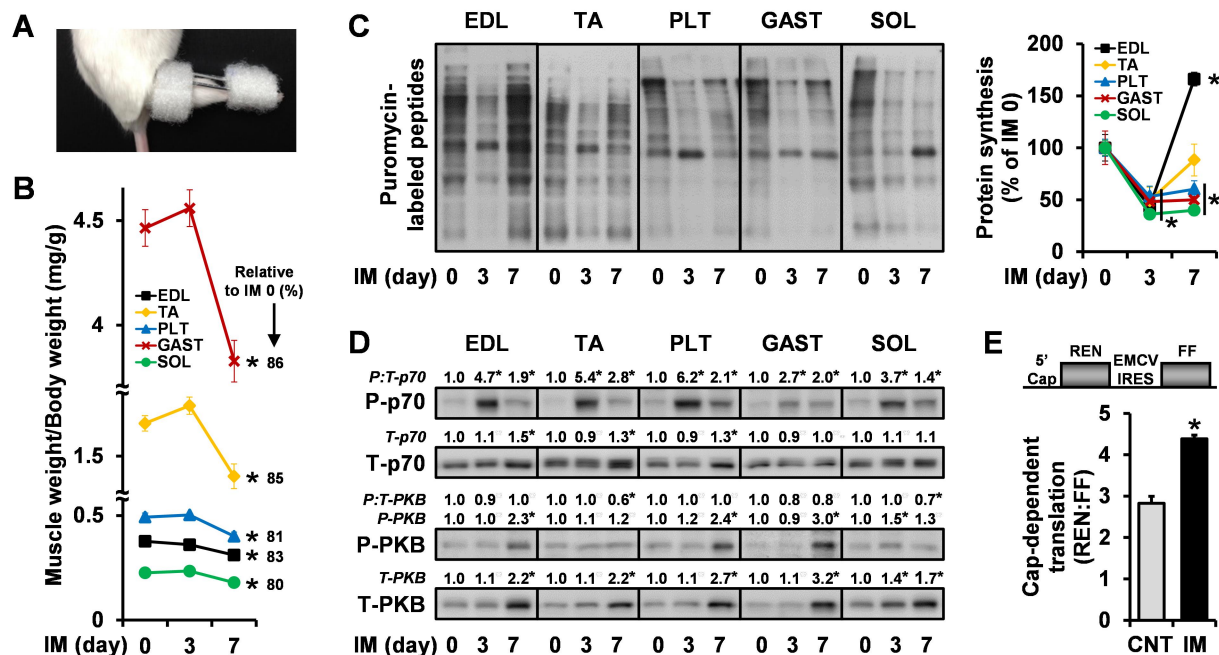 A
B
Muscle weight/Body weight (mg/g)
4.5
4
1.5
0.5
0
EDL
TA
PLT
GAST
SOL
Relative
to IM 0 (%)
* 86
* 85
* 81
* 83
* 80
IM (day) 0 3 7
C
EDL TA PLT GAST SOL
Puromycin-
labeled peptides
IM (day) 0 3 7 0 3 7 0 3 7 0 3 7 0 3 7
Protein synthesis
(% of IM 0)
200
150
100
50
0
EDL
TA
PLT
GAST
SOL
*
*
*
IM (day) 0 3 7
D
EDL TA PLT GAST SOL
P:T-p70 1.0 4.7* 1.9* 1.0 5.4* 2.8* 1.0 6.2* 2.1* 1.0 2.7* 2.0* 1.0 3.7* 1.4*
P-p70
T-p70 1.0 1.1 1.5* 1.0 0.9 1.3* 1.0 0.9 1.3* 1.0 0.9 1.0 1.0 1.1 1.1
T-p70
P:T-PKB 1.0 0.9 1.0 1.0 1.0 0.6* 1.0 1.0 1.0 1.0 0.8 0.8 1.0 1.0 0.7*
P-PKB 1.0 1.0 2.3* 1.0 1.1 1.2 1.0 1.2 2.4* 1.0 0.9 3.0* 1.0 1.5* 1.3
P-PKB
T-PKB 1.0 1.1 2.2* 1.0 1.1 2.2* 1.0 1.1 2.7* 1.0 1.1 3.2* 1.0 1.4* 1.7*
T-PKB
IM (day) 0 3 7 0 3 7 0 3 7 0 3 7 0 3 7
E
5' REN EMCV FF
Cap IRES
Cap-dependent
translation
(REN:FF)
5
4
3
2
1
0
*
CNT IM